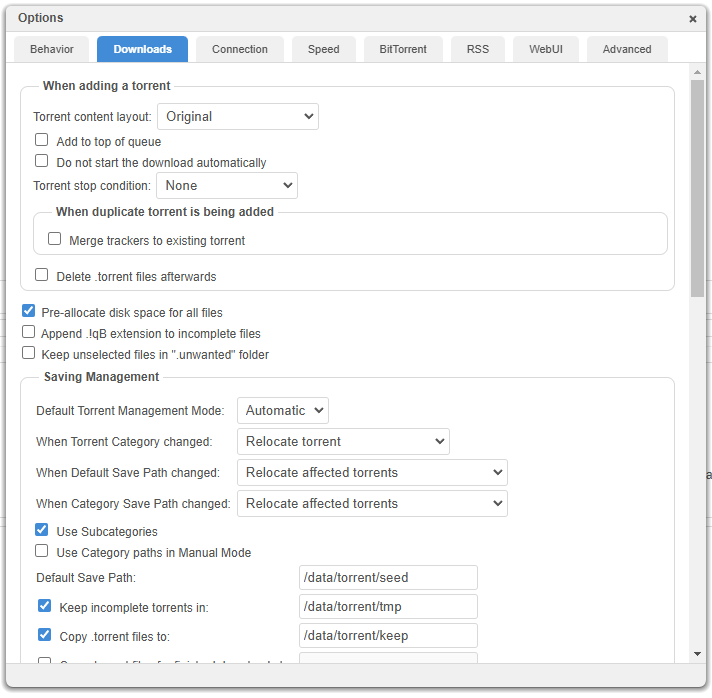 Options
Behavior Downloads Connection Speed BitTorrent RSS WebUI Advanced
When adding a torrent
Torrent content layout: Original
Add to top of queue
Do not start the download automatically
Torrent stop condition: None
When duplicate torrent is being added
Merge trackers to existing torrent
Delete .torrent files afterwards
Pre-allocate disk space for all files
Append .!qB extension to incomplete files
Keep unselected files in ".unwanted" folder
Saving Management
Default Torrent Management Mode: Automatic
When Torrent Category changed: Relocate torrent
When Default Save Path changed: Relocate affected torrents
When Category Save Path changed: Relocate affected torrents
Use Subcategories
Use Category paths in Manual Mode
Default Save Path: /data/torrent/seed
Keep incomplete torrents in: /data/torrent/tmp
Copy .torrent files to: /data/torrent/keep